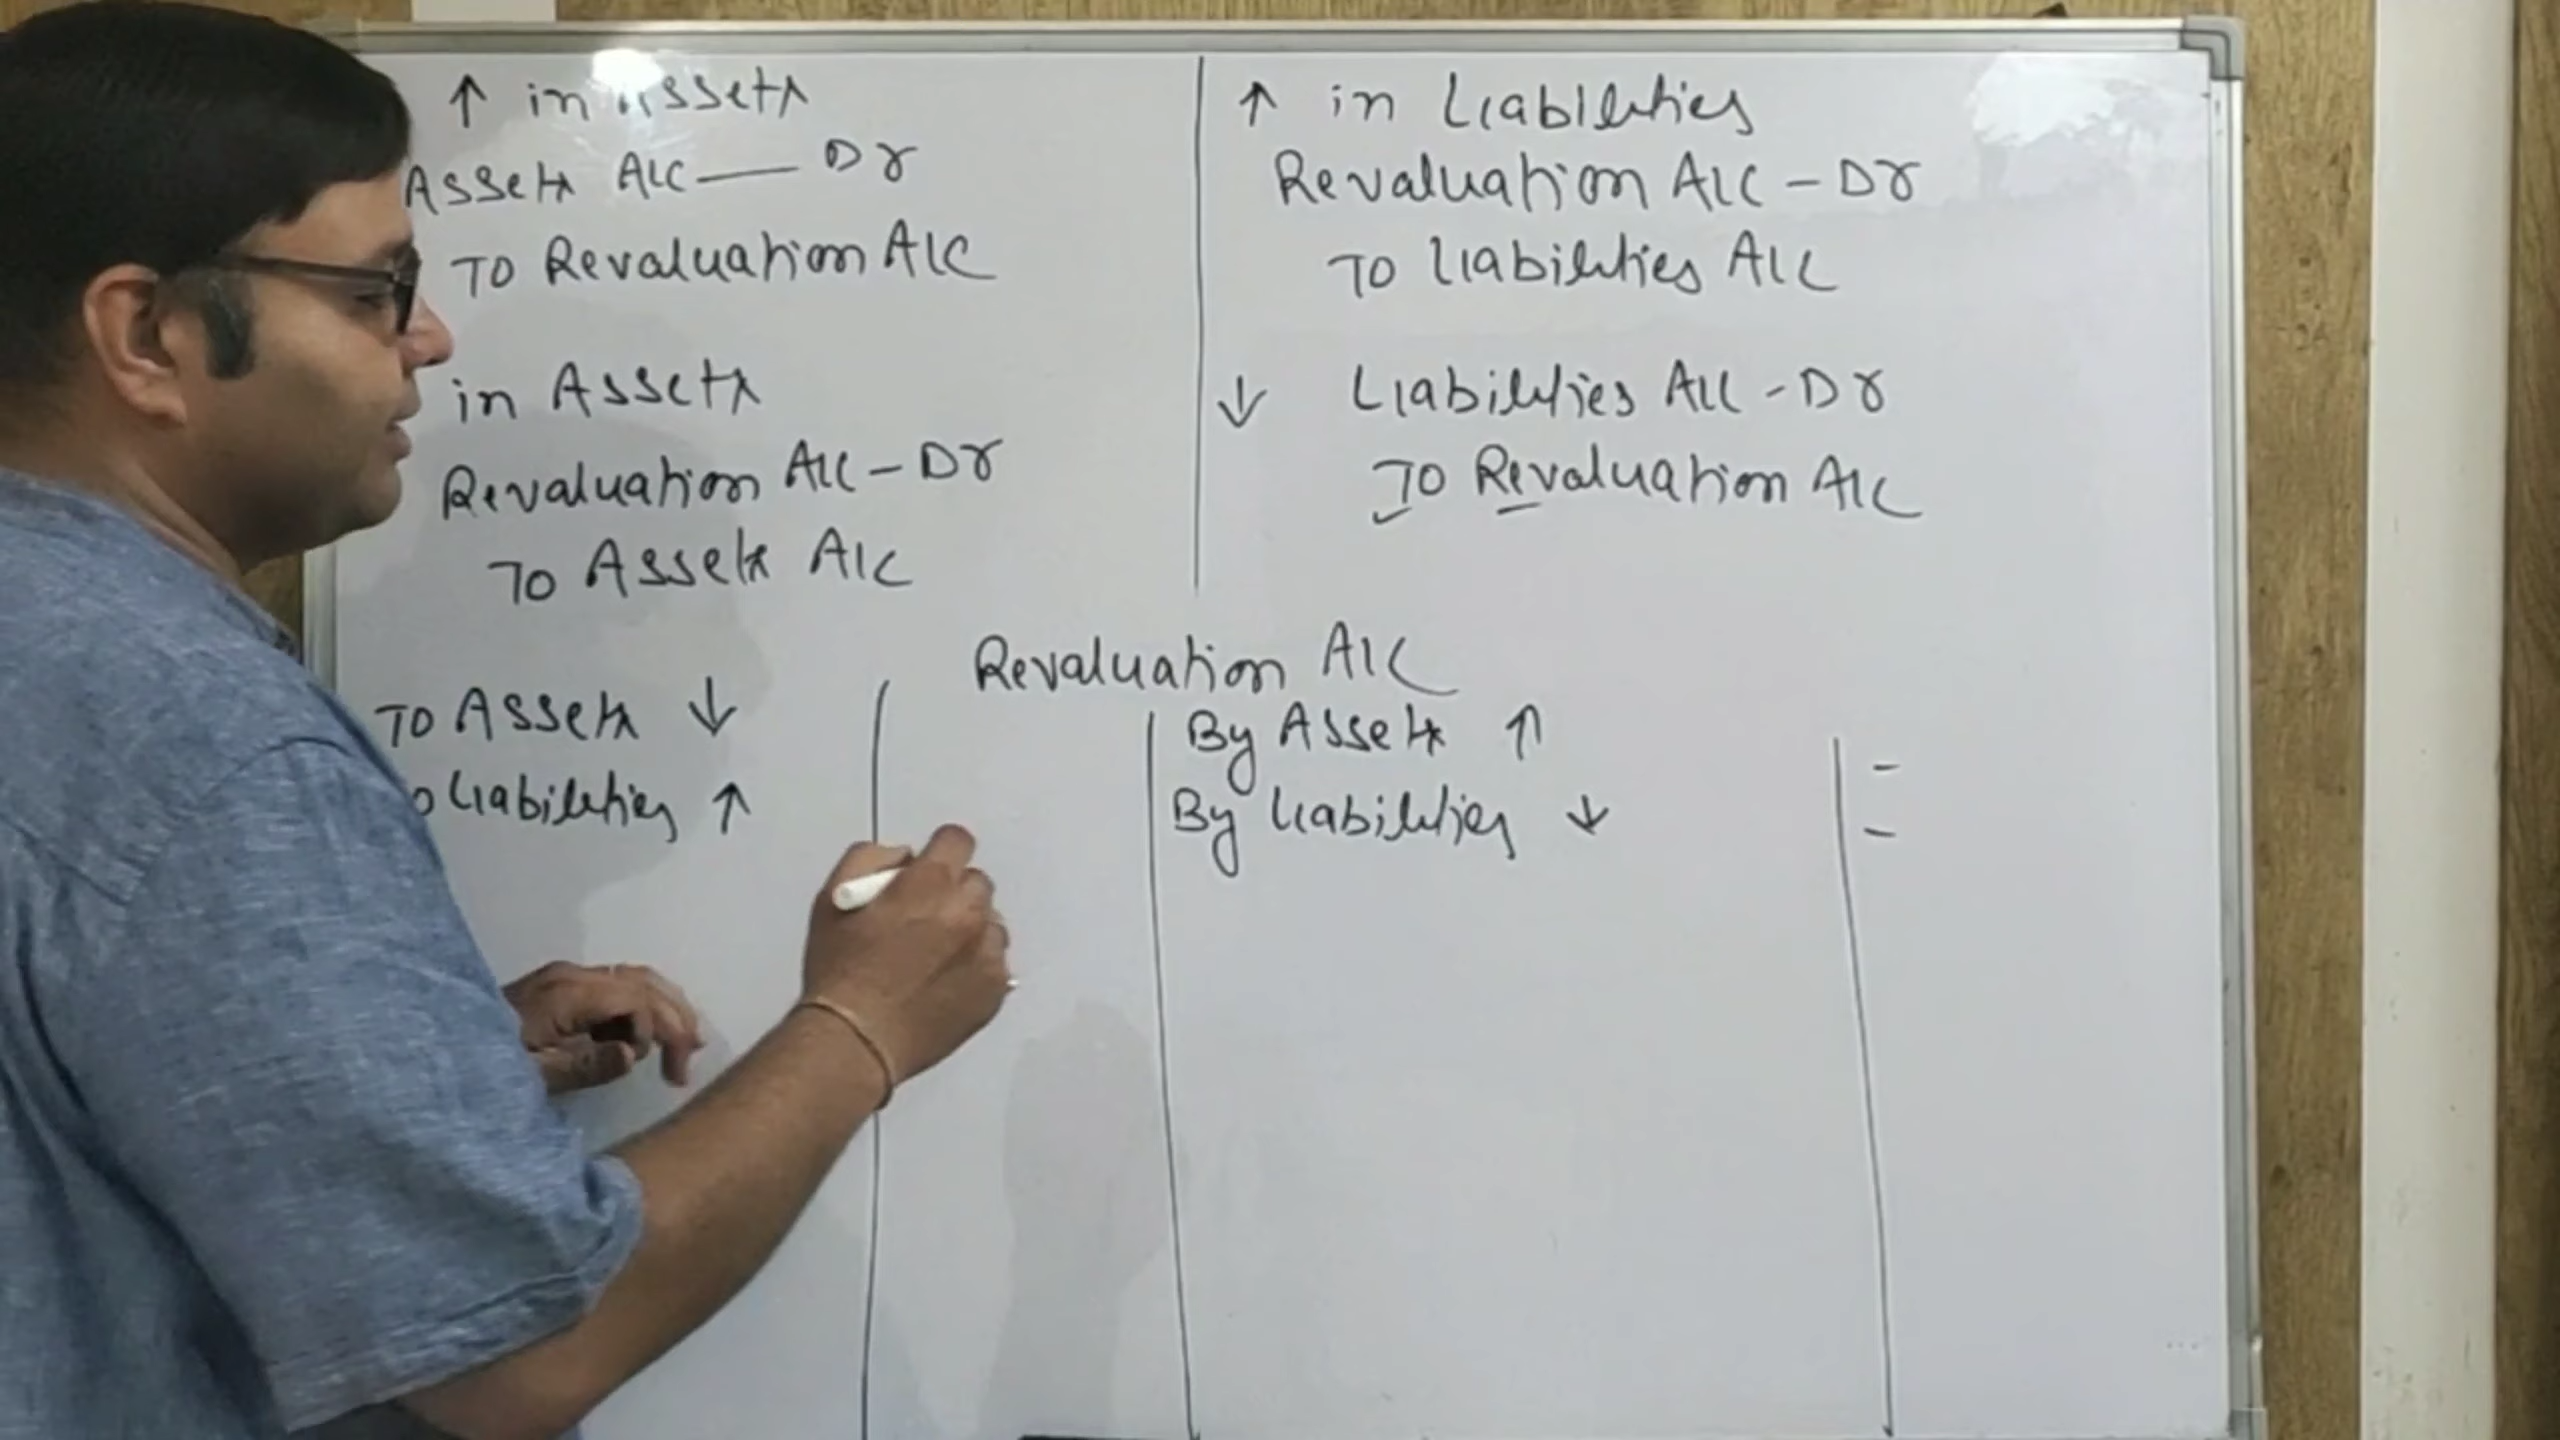 ↑ in Assets
Assets A/C — Dr
To Revaluation A/C
in Assets
Revaluation A/C - Dr
To Assets A/C
↑ in Liabilities
Revaluation A/C - Dr
To Liabilities A/C
↓ Liabilities A/C - Dr
To Revaluation A/C
Revaluation A/C
To Assets ↓
o Liabilities ↑
By Assets ↑ -
By Liabilities ↓ -